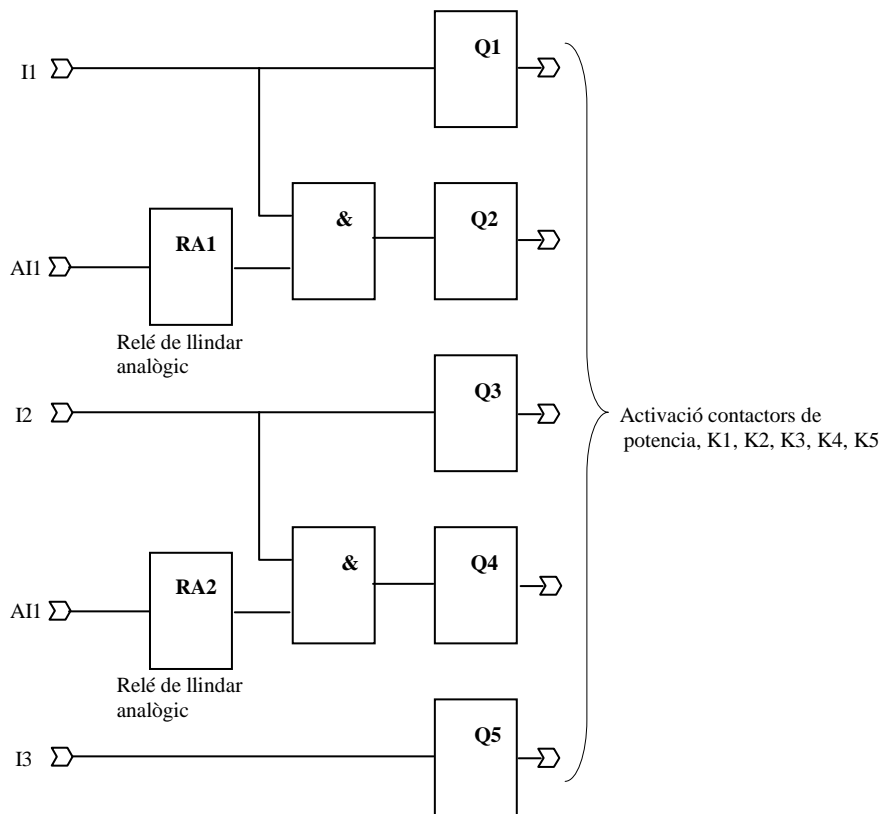 Q1
I1
&
Q2
RA1
AI1
Relé de llindar
analògic
Q3
I2
Activació contactors de
potencia, K1, K2, K3, K4, K5
&
Q4
RA2
AI1
Relé de llindar
analògic
Q5
I3